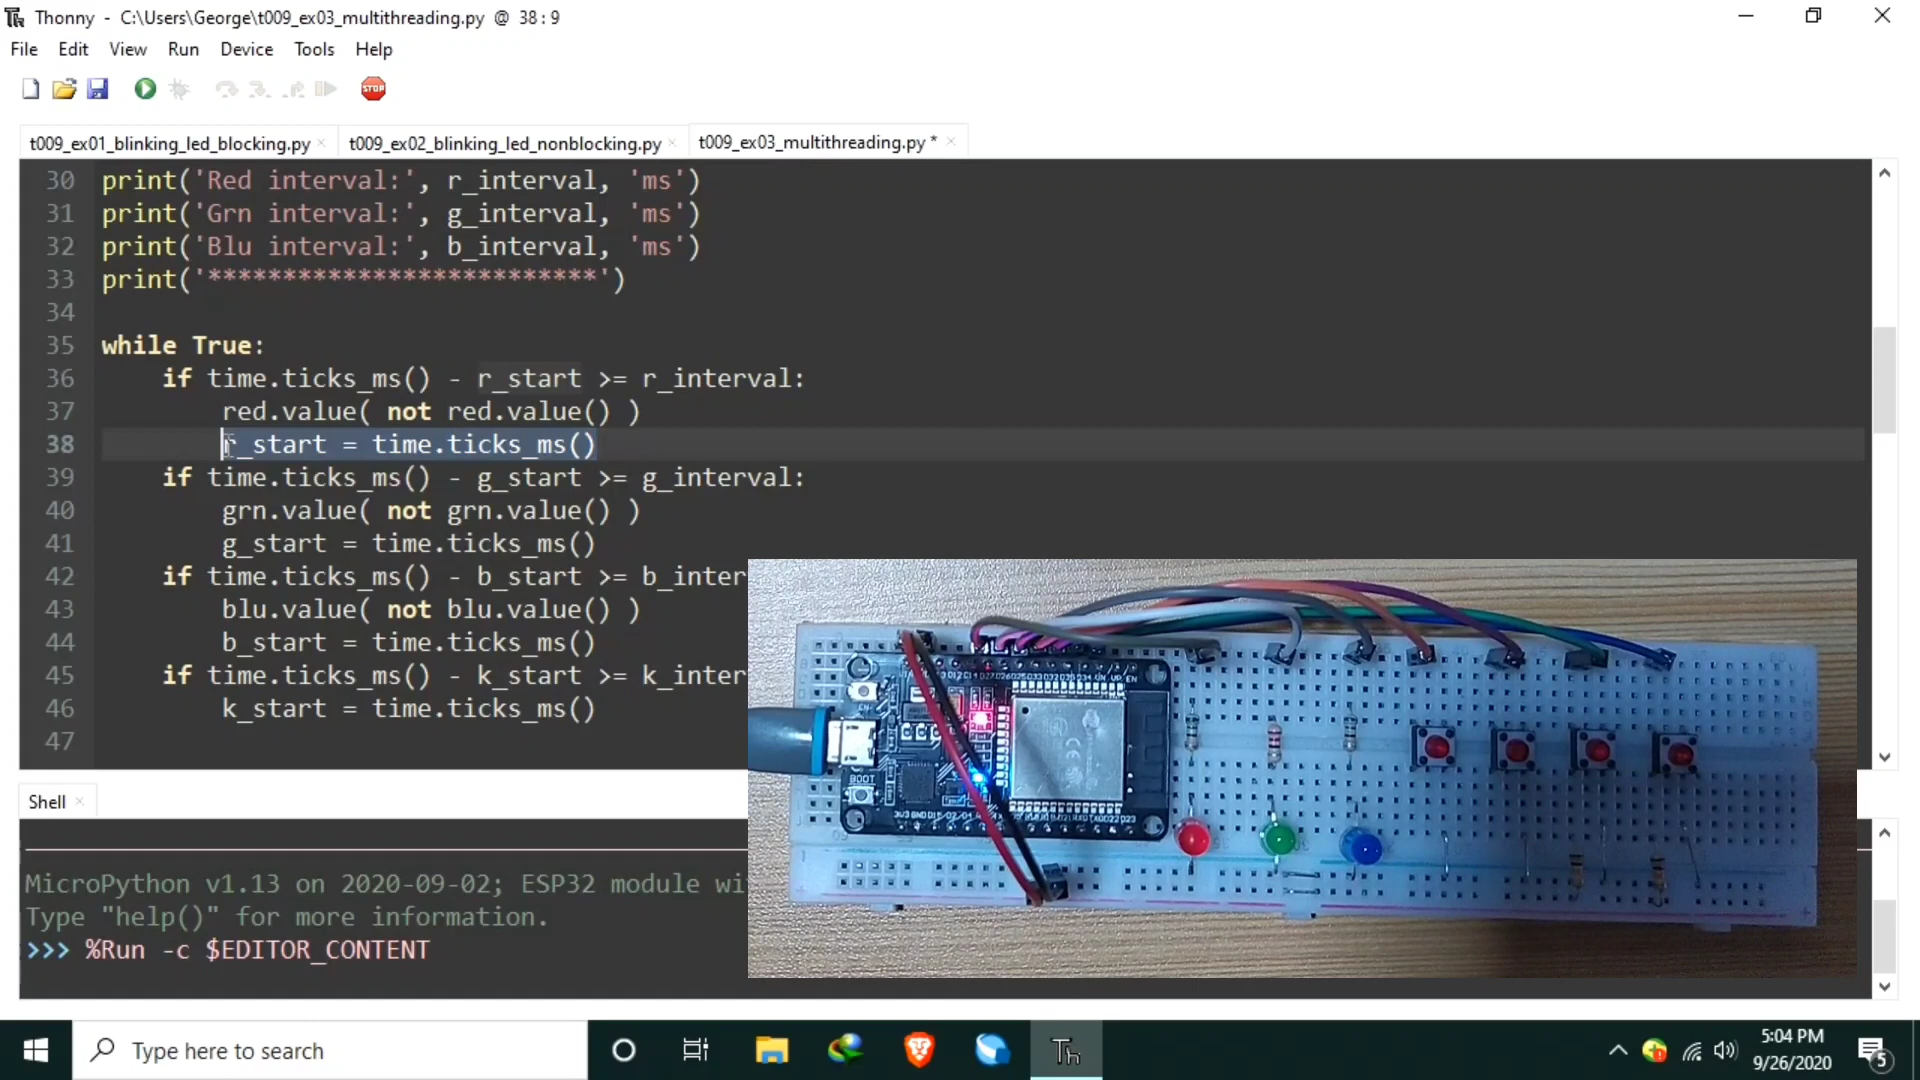 Thonny - C:\Users\George\t009_ex03_multithreading.py @ 38:9
File Edit View Run Device Tools Help
STOP
t009_ex01_blinking_led_blocking.py t009_ex02_blinking_led_nonblocking.py t009_ex03_multithreading.py *
30 print('Red interval:', r_interval, 'ms')
31 print('Grn interval:', g_interval, 'ms')
32 print('Blu interval:', b_interval, 'ms')
33 print('**************************')
34
35 while True:
36 if time.ticks_ms() - r_start >= r_interval:
37 red.value( not red.value() )
38 r_start = time.ticks_ms()
39 if time.ticks_ms() - g_start >= g_interval:
40 grn.value( not grn.value() )
41 g_start = time.ticks_ms()
42 if time.ticks_ms() - b_start >= b_inter
43 blu.value( not blu.value() )
44 b_start = time.ticks_ms()
45 if time.ticks_ms() - k_start >= k_inter
46 k_start = time.ticks_ms()
47
Shell
MicroPython v1.13 on 2020-09-02; ESP32 module wi
Type "help()" for more information.
>>> %Run -c $EDITOR_CONTENT
EN
BOOT
3V3 GND
Type here to search
5:04 PM
9/26/2020
5